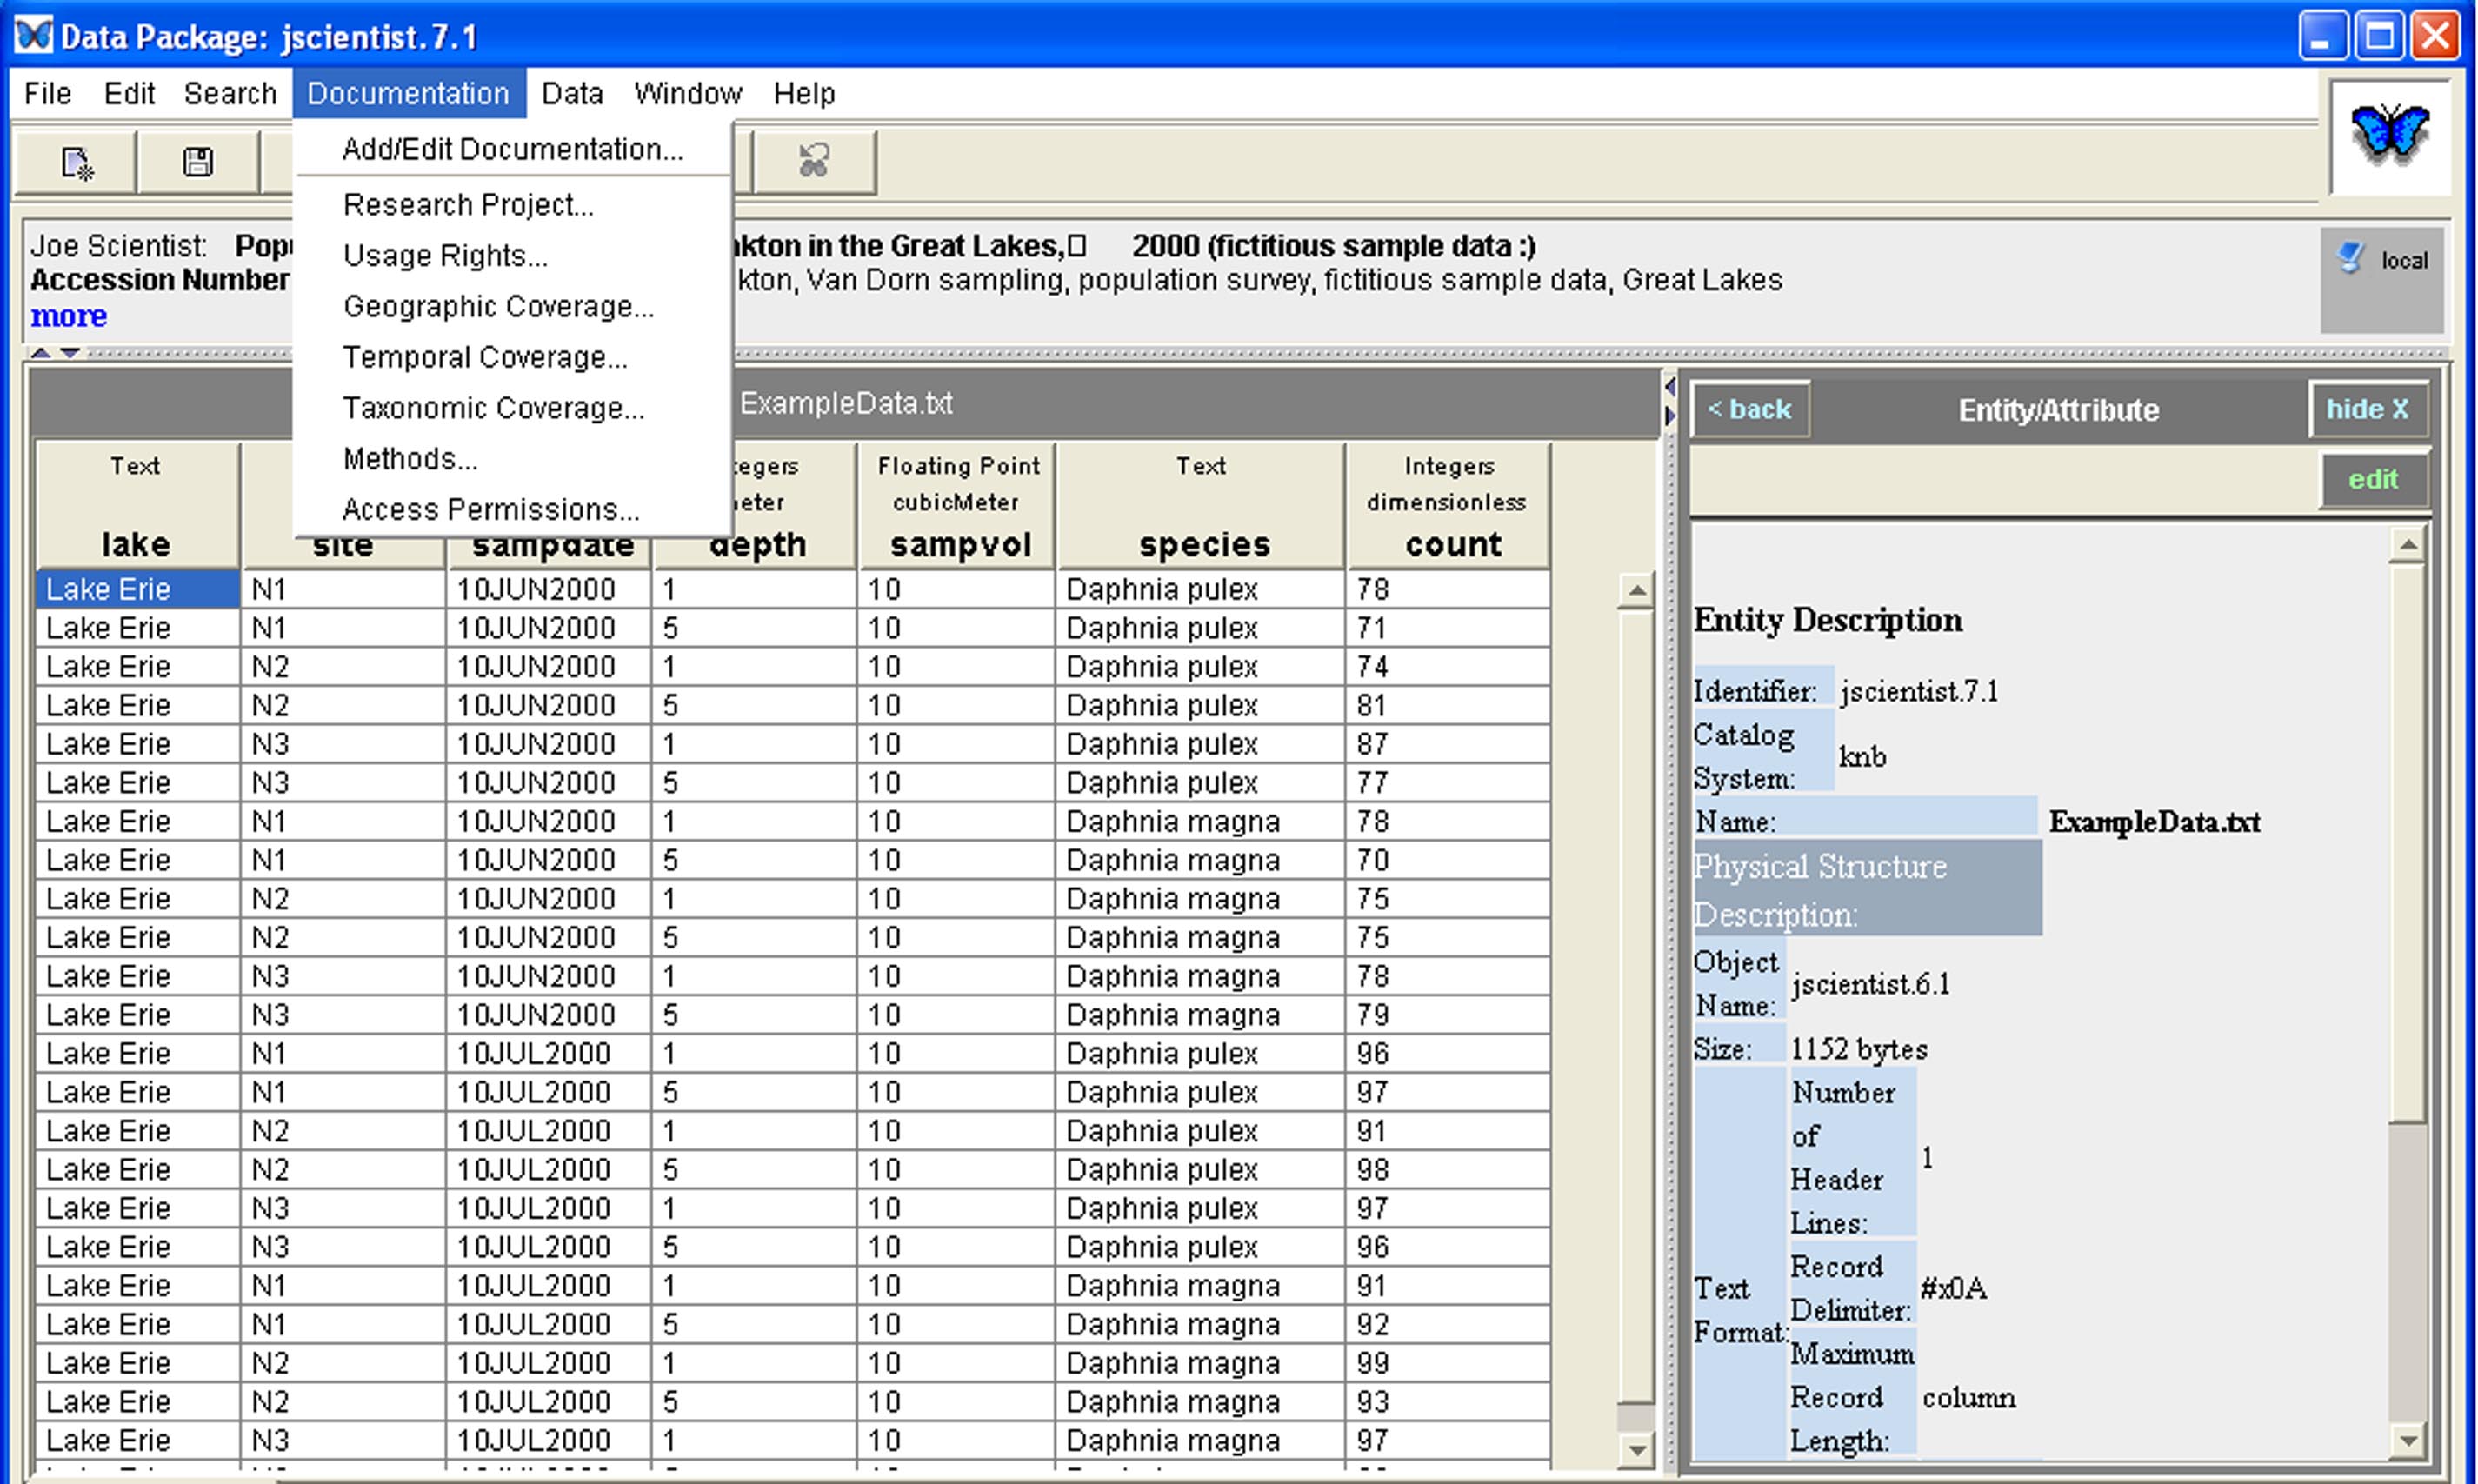 Data Package: jscientist.7.1
File Edit Search Documentation Data Window Help
Add/Edit Documentation...
Research Project...
Usage Rights...
Geographic Coverage...
Temporal Coverage...
Taxonomic Coverage...
Methods...
Access Permissions...
Joe Scientist: in the Great Lakes, 2000 (fictitious sample data :)
Accession Number Van Dorn sampling, population survey, fictitious sample data, Great Lakes
more
local
ExampleData.txt
Text Floating Point Text Integers
cubicMeter dimensionless
lake site sampdate depth sampvol species count
Lake Erie N1 10JUN2000 1 10 Daphnia pulex 78
Lake Erie N1 10JUN2000 5 10 Daphnia pulex 71
Lake Erie N2 10JUN2000 1 10 Daphnia pulex 74
Lake Erie N2 10JUN2000 5 10 Daphnia pulex 81
Lake Erie N3 10JUN2000 1 10 Daphnia pulex 87
Lake Erie N3 10JUN2000 5 10 Daphnia pulex 77
Lake Erie N1 10JUN2000 1 10 Daphnia magna 78
Lake Erie N1 10JUN2000 5 10 Daphnia magna 70
Lake Erie N2 10JUN2000 1 10 Daphnia magna 75
Lake Erie N2 10JUN2000 5 10 Daphnia magna 75
Lake Erie N3 10JUN2000 1 10 Daphnia magna 78
Lake Erie N3 10JUN2000 5 10 Daphnia magna 79
Lake Erie N1 10JUL2000 1 10 Daphnia pulex 96
Lake Erie N1 10JUL2000 5 10 Daphnia pulex 97
Lake Erie N2 10JUL2000 1 10 Daphnia pulex 91
Lake Erie N2 10JUL2000 5 10 Daphnia pulex 98
Lake Erie N3 10JUL2000 1 10 Daphnia pulex 97
Lake Erie N3 10JUL2000 5 10 Daphnia pulex 96
Lake Erie N1 10JUL2000 1 10 Daphnia magna 91
Lake Erie N1 10JUL2000 5 10 Daphnia magna 92
Lake Erie N2 10JUL2000 1 10 Daphnia magna 99
Lake Erie N2 10JUL2000 5 10 Daphnia magna 93
Lake Erie N3 10JUL2000 1 10 Daphnia magna 97
< back Entity/Attribute hide X
edit
Entity Description
Identifier: jscientist.7.1
Catalog
System: knb
Name: ExampleData.txt
Physical Structure
Description:
Object
Name: jscientist.6.1
Size: 1152 bytes
Text
Format:
Number
of
Header
Lines: 1
Record
Delimiter: #x0A
Maximum
Record
Length: column